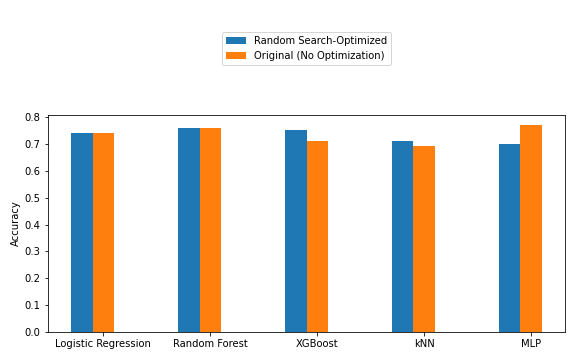 Random Search-Optimized
Original (No Optimization)
0.8
0.7
0.6
0.5
0.4
0.3
0.2
0.1
0.0
Accuracy
Logistic Regression Random Forest XGBoost kNN MLP